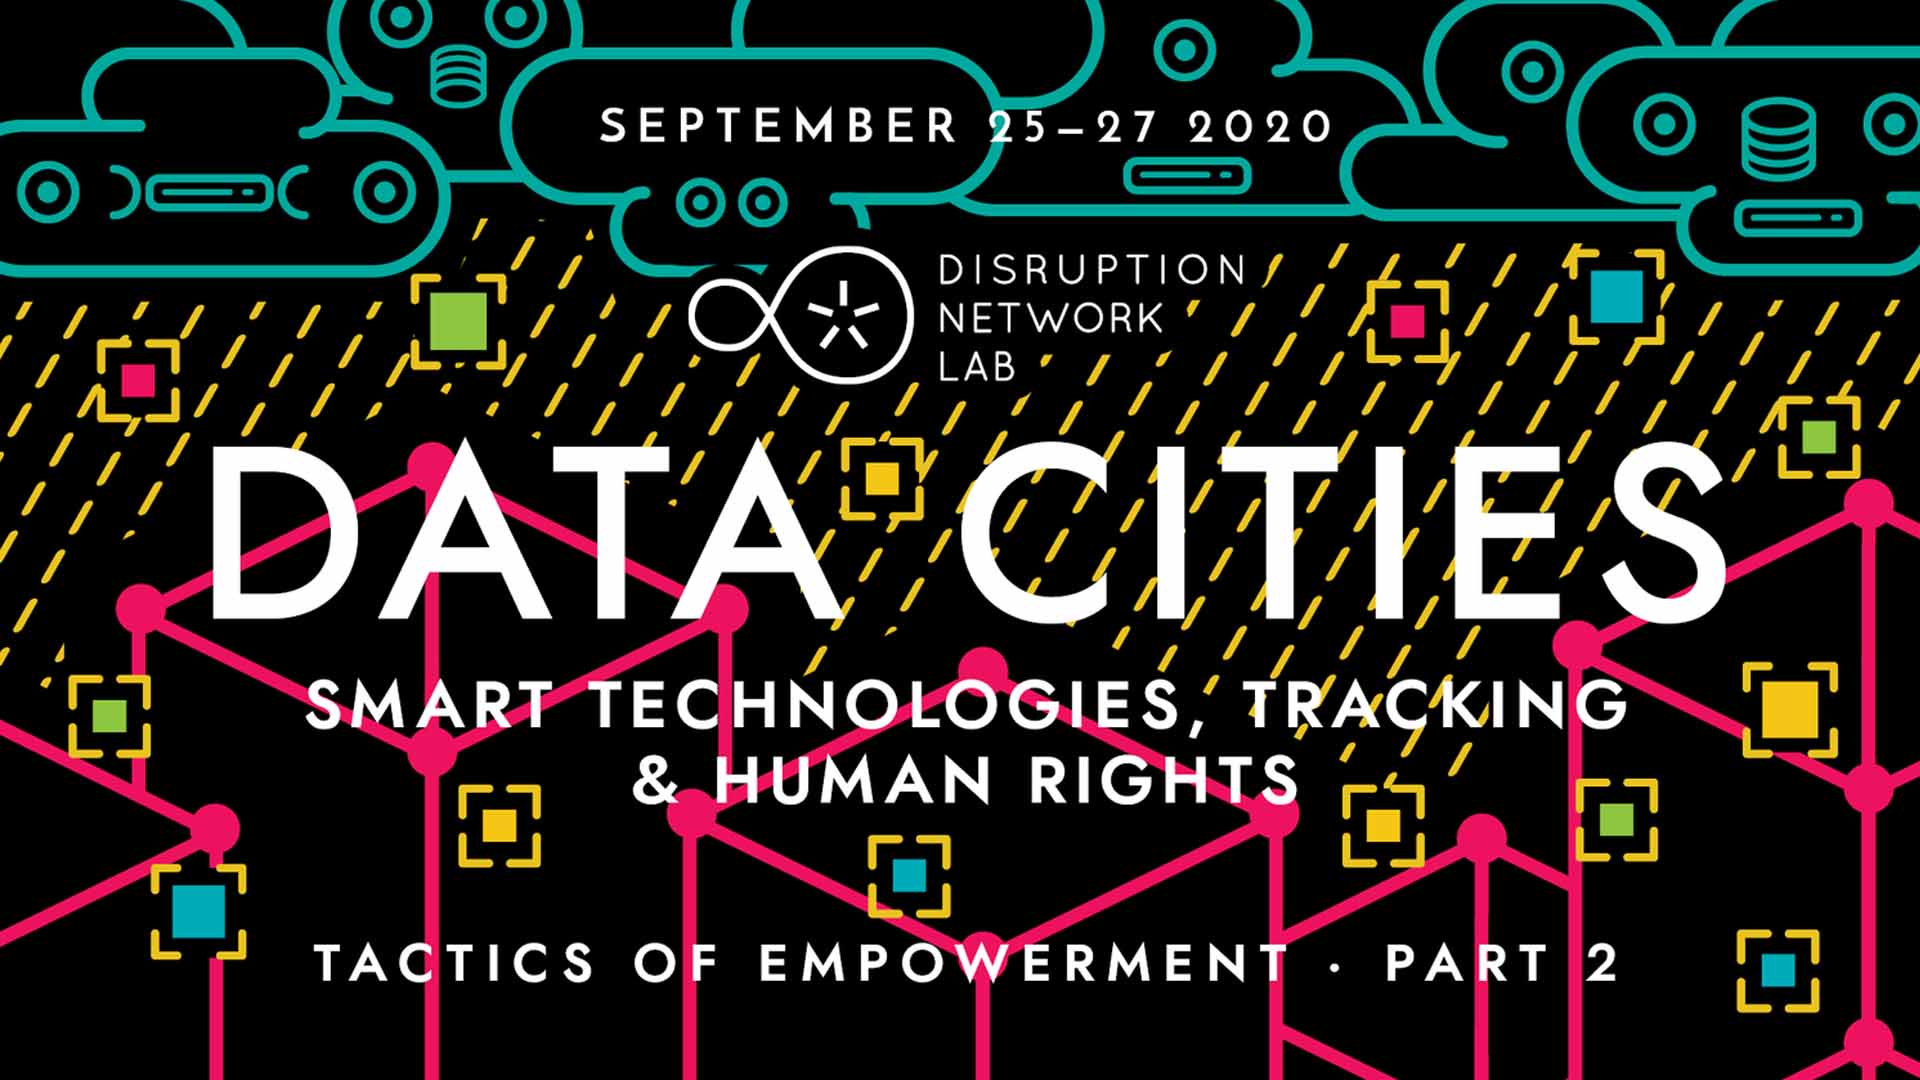 SEPTEMBER 25–27 2020
DISRUPTION
NETWORK
LAB
DATA CITIES
SMART TECHNOLOGIES, TRACKING
& HUMAN RIGHTS
TACTICS OF EMPOWERMENT · PART 2